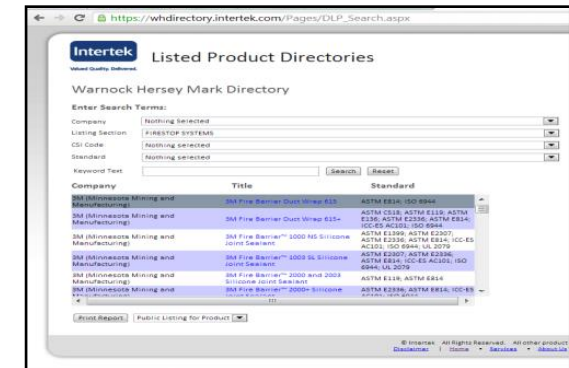 https://whdirectory.intertek.com/Pages/DLP_Search.aspx
Intertek
Valued Quality. Delivered.
Listed Product Directories
Warnock Hersey Mark Directory
Enter Search Terms:
Company Nothing Selected
Listing Section FIRESTOP SYSTEMS
CSI Code Nothing selected
Standard Nothing selected
Keyword Text Search Reset
Company Title Standard
3M (Minnesota Mining and Manufacturing) 3M Fire Barrier Duct Wrap 615 ASTM E814; ISO 6944
3M (Minnesota Mining and Manufacturing) 3M Fire Barrier Duct Wrap 615+ ASTM C518; ASTM E119; ASTM E136; ASTM E2336; ASTM E814; ICC-ES AC101; ISO 6944
3M (Minnesota Mining and Manufacturing) 3M Fire Barrier™ 1000 NS Silicone Joint Sealant ASTM E1399; ASTM E2307; ASTM E2336; ASTM E814; ICC-ES AC101; ISO 6944; UL 2079
3M (Minnesota Mining and Manufacturing) 3M Fire Barrier™ 1003 SL Silicone Joint Sealant ASTM E2307; ASTM E2336; ASTM E814; ICC-ES AC101; ISO 6944; UL 2079
3M (Minnesota Mining and Manufacturing) 3M Fire Barrier™ 2000 and 2003 Silicone Joint Sealant ASTM E119; ASTM E814
3M (Minnesota Mining and Manufacturing) 3M Fire Barrier™ 2000+ Silicone Joint Sealant ASTM E2336; ASTM E814; ICC-ES
Print Report Public Listing for Product
© Intertek. All Rights Reserved. All other product
Disclaimer | Home • Services • About Us